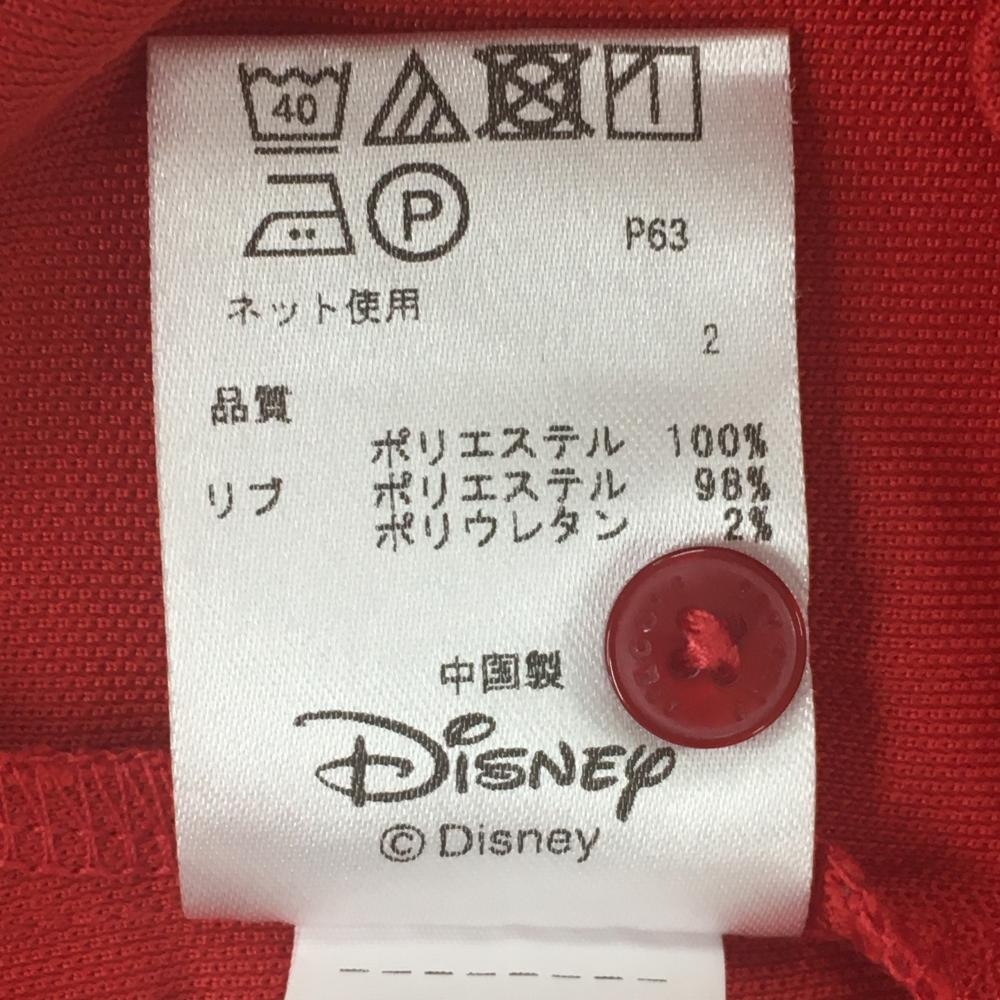 40
P P63
ネット使用
2
品質
ポリエステル 100%
リブ ポリエステル 98%
ポリウレタン 2%
中国製
Disney
©Disney